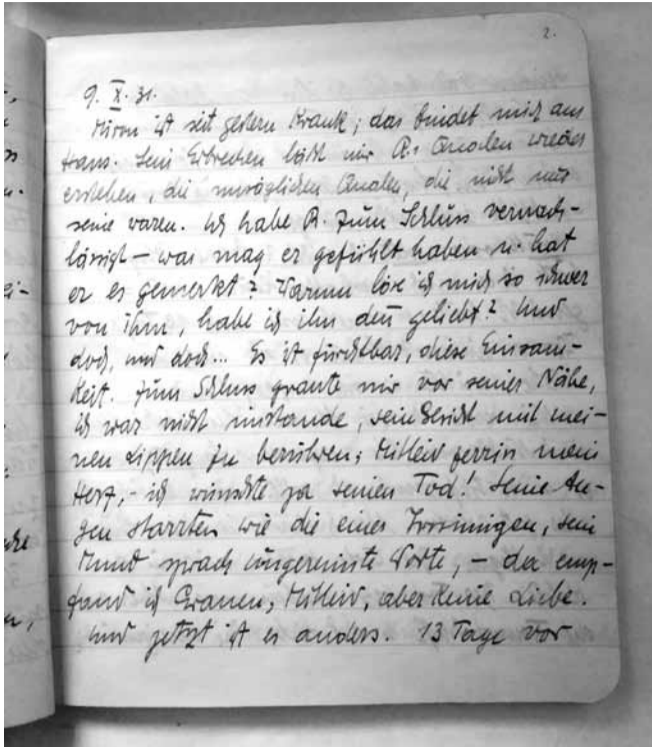 2.
9. X. 31.
Miron ist seit gestern krank; das bindet mich ans
Haus. Sein Erbrechen läßt mir R.s Qualen wieder
erstehen, die unsäglichen Qualen, die nicht nur
seine waren. Ich habe R. zum Schluss vernach-
lässigt – was mag er gefühlt haben u. hat
er es gemerkt? Warum löse ich mich so schwer
von ihm, habe ich ihn den geliebt? Und
doch, und doch... Es ist furchtbar, diese Einsam-
keit. Zum Schluss graute mir vor seiner Nähe,
ich war nicht imstande, sein Gesicht mit mei-
nen Lippen zu berühren; Mitleid zerriss mein
Herz, – ich wünschte ja seinen Tod! Seine Au-
gen starrten wie die eines Irrsinnigen, sein
Mund sprach ungereimte Worte, – da emp-
fand ich Grauen, Mitleid, aber keine Liebe.
Und jetzt ist es anders. 13 Tage vor